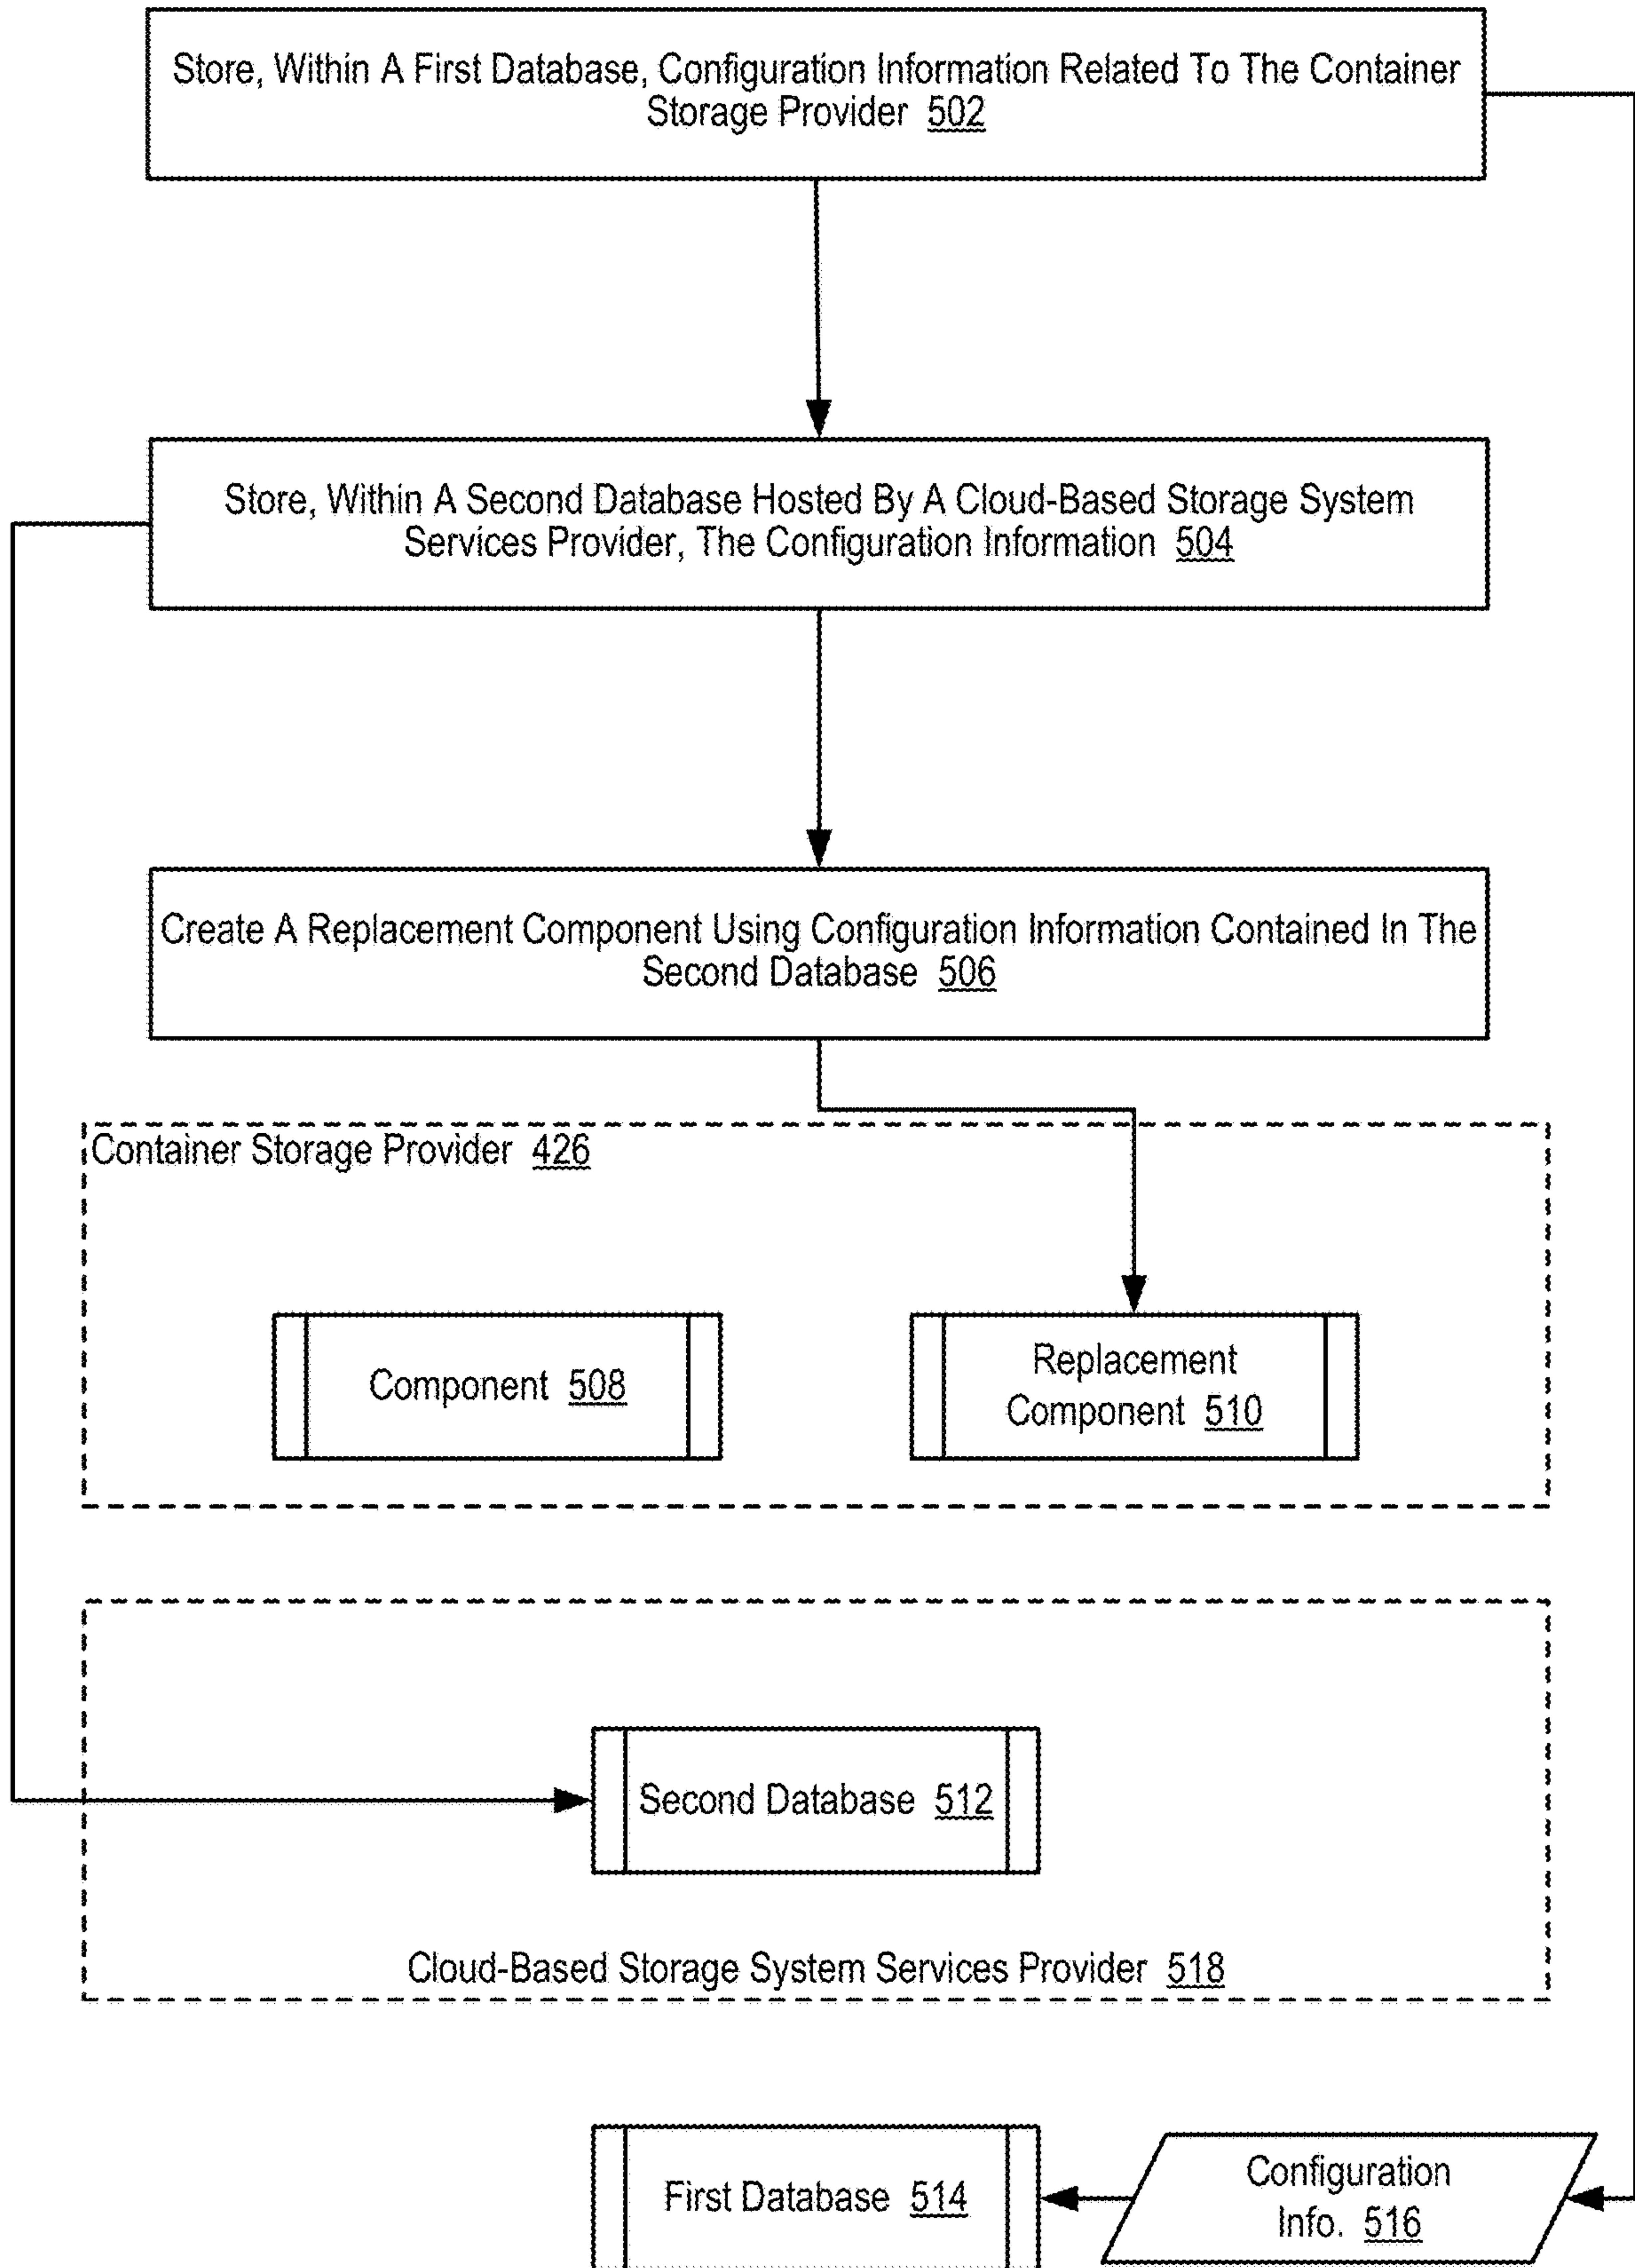 Store, Within A First Database, Configuration Information Related To The Container
Storage Provider 502
Store, Within A Second Database Hosted By A Cloud-Based Storage System
Services Provider, The Configuration Information 504
Create A Replacement Component Using Configuration Information Contained In The
Second Database 506
Container Storage Provider 426
Component 508
Replacement
Component 510
Second Database 512
Cloud-Based Storage System Services Provider 518
First Database 514
Configuration
Info. 516